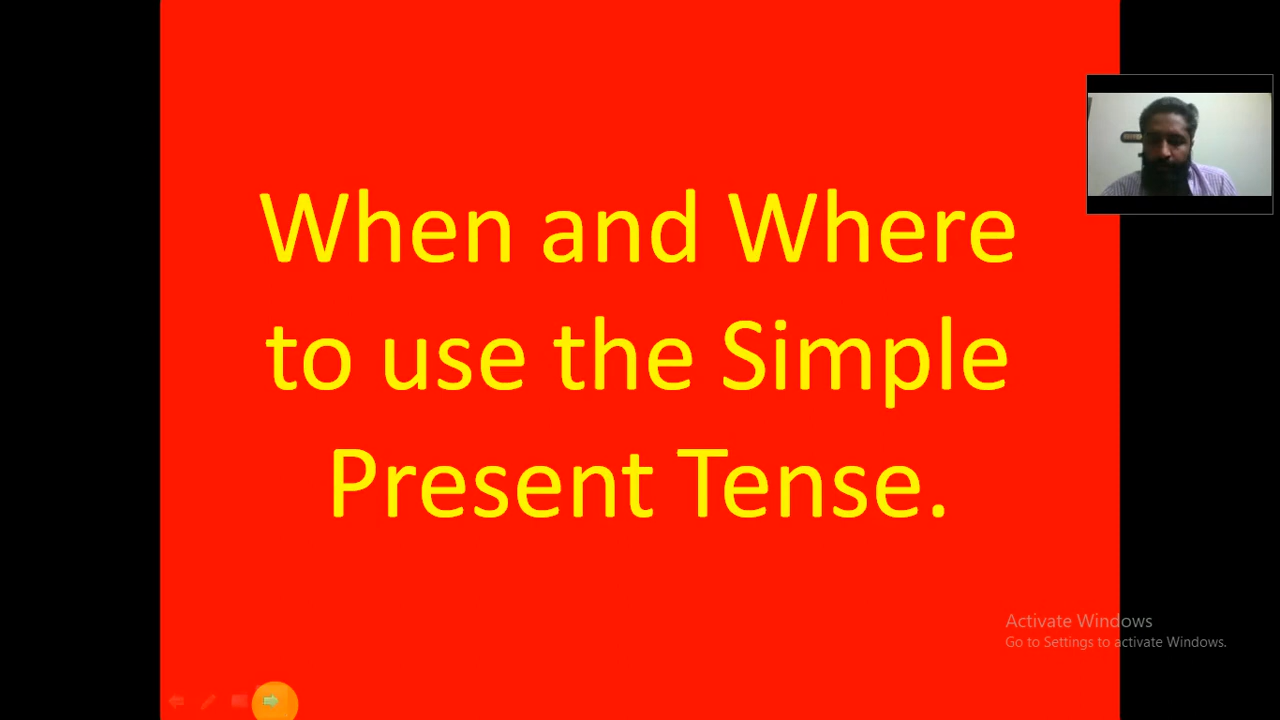 When and Where
to use the Simple
Present Tense.
Activate Windows
Go to Settings to activate Windows.